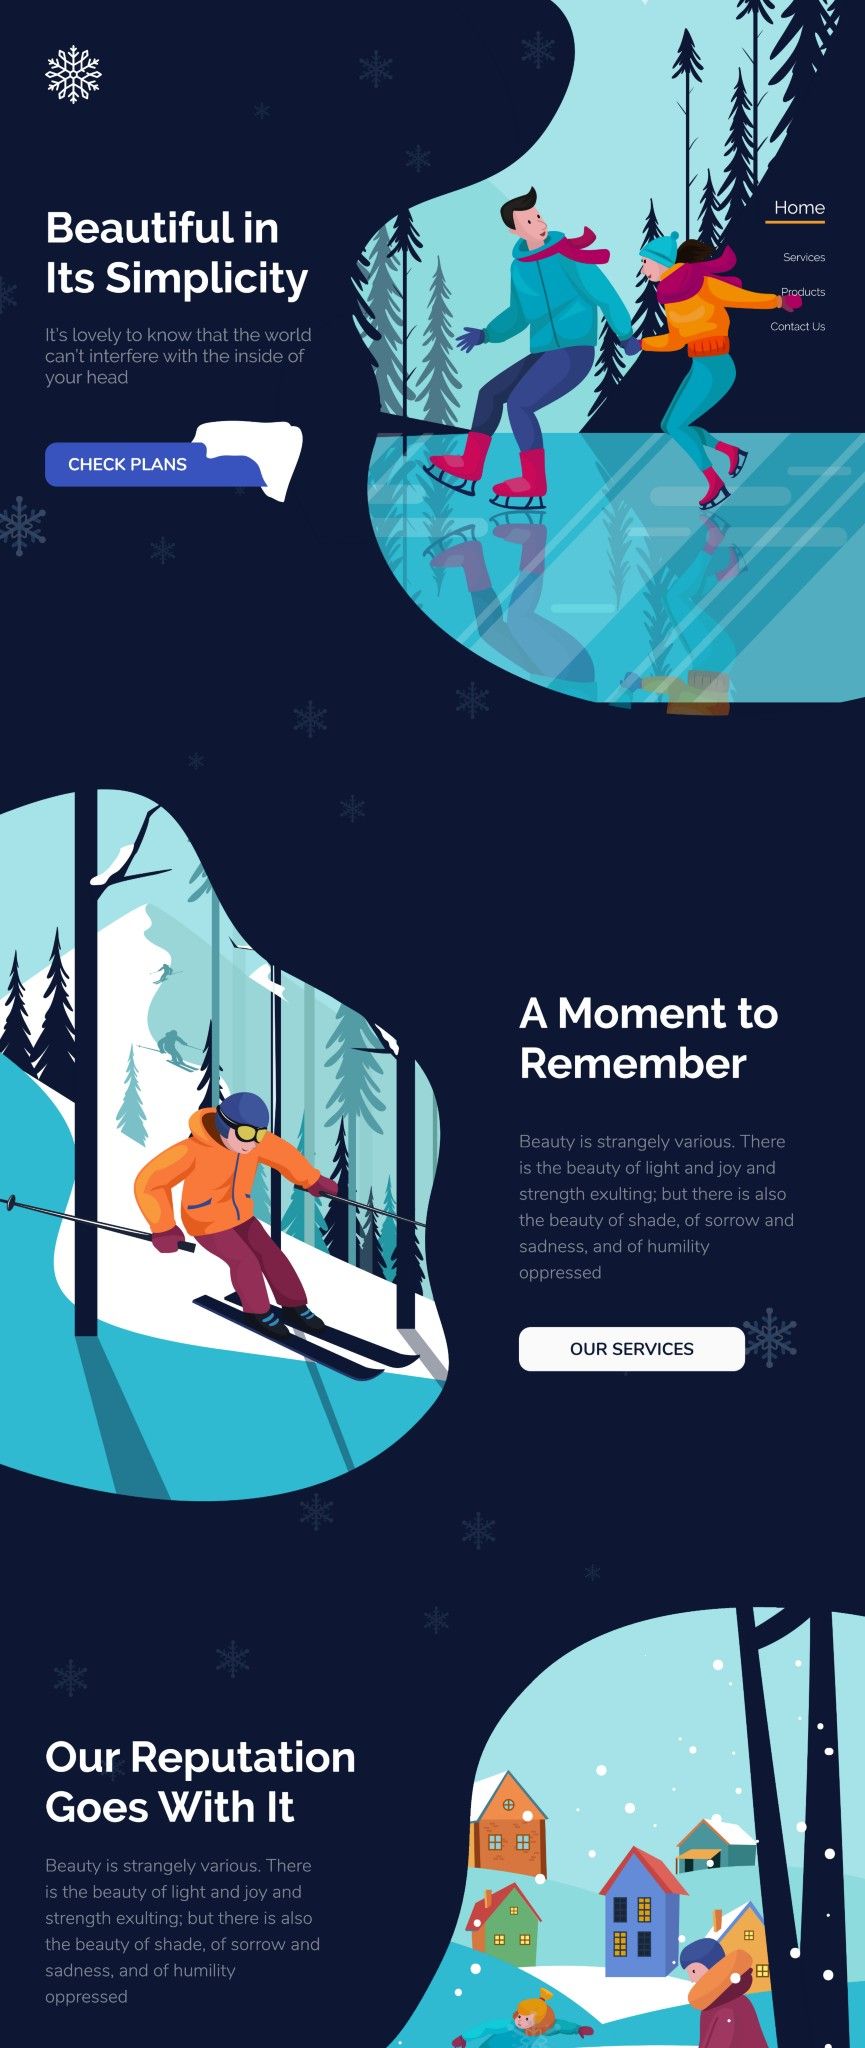 Beautiful in
Its Simplicity
It's lovely to know that the world
can't interfere with the inside of
your head
CHECK PLANS
Home
Services
Products
Contact Us
A Moment to
Remember
Beauty is strangely various. There
is the beauty of light and joy and
strength exulting; but there is also
the beauty of shade, of sorrow and
sadness, and of humility
oppressed
OUR SERVICES
Our Reputation
Goes With It
Beauty is strangely various. There
is the beauty of light and joy and
strength exulting; but there is also
the beauty of shade, of sorrow and
sadness, and of humility
oppressed